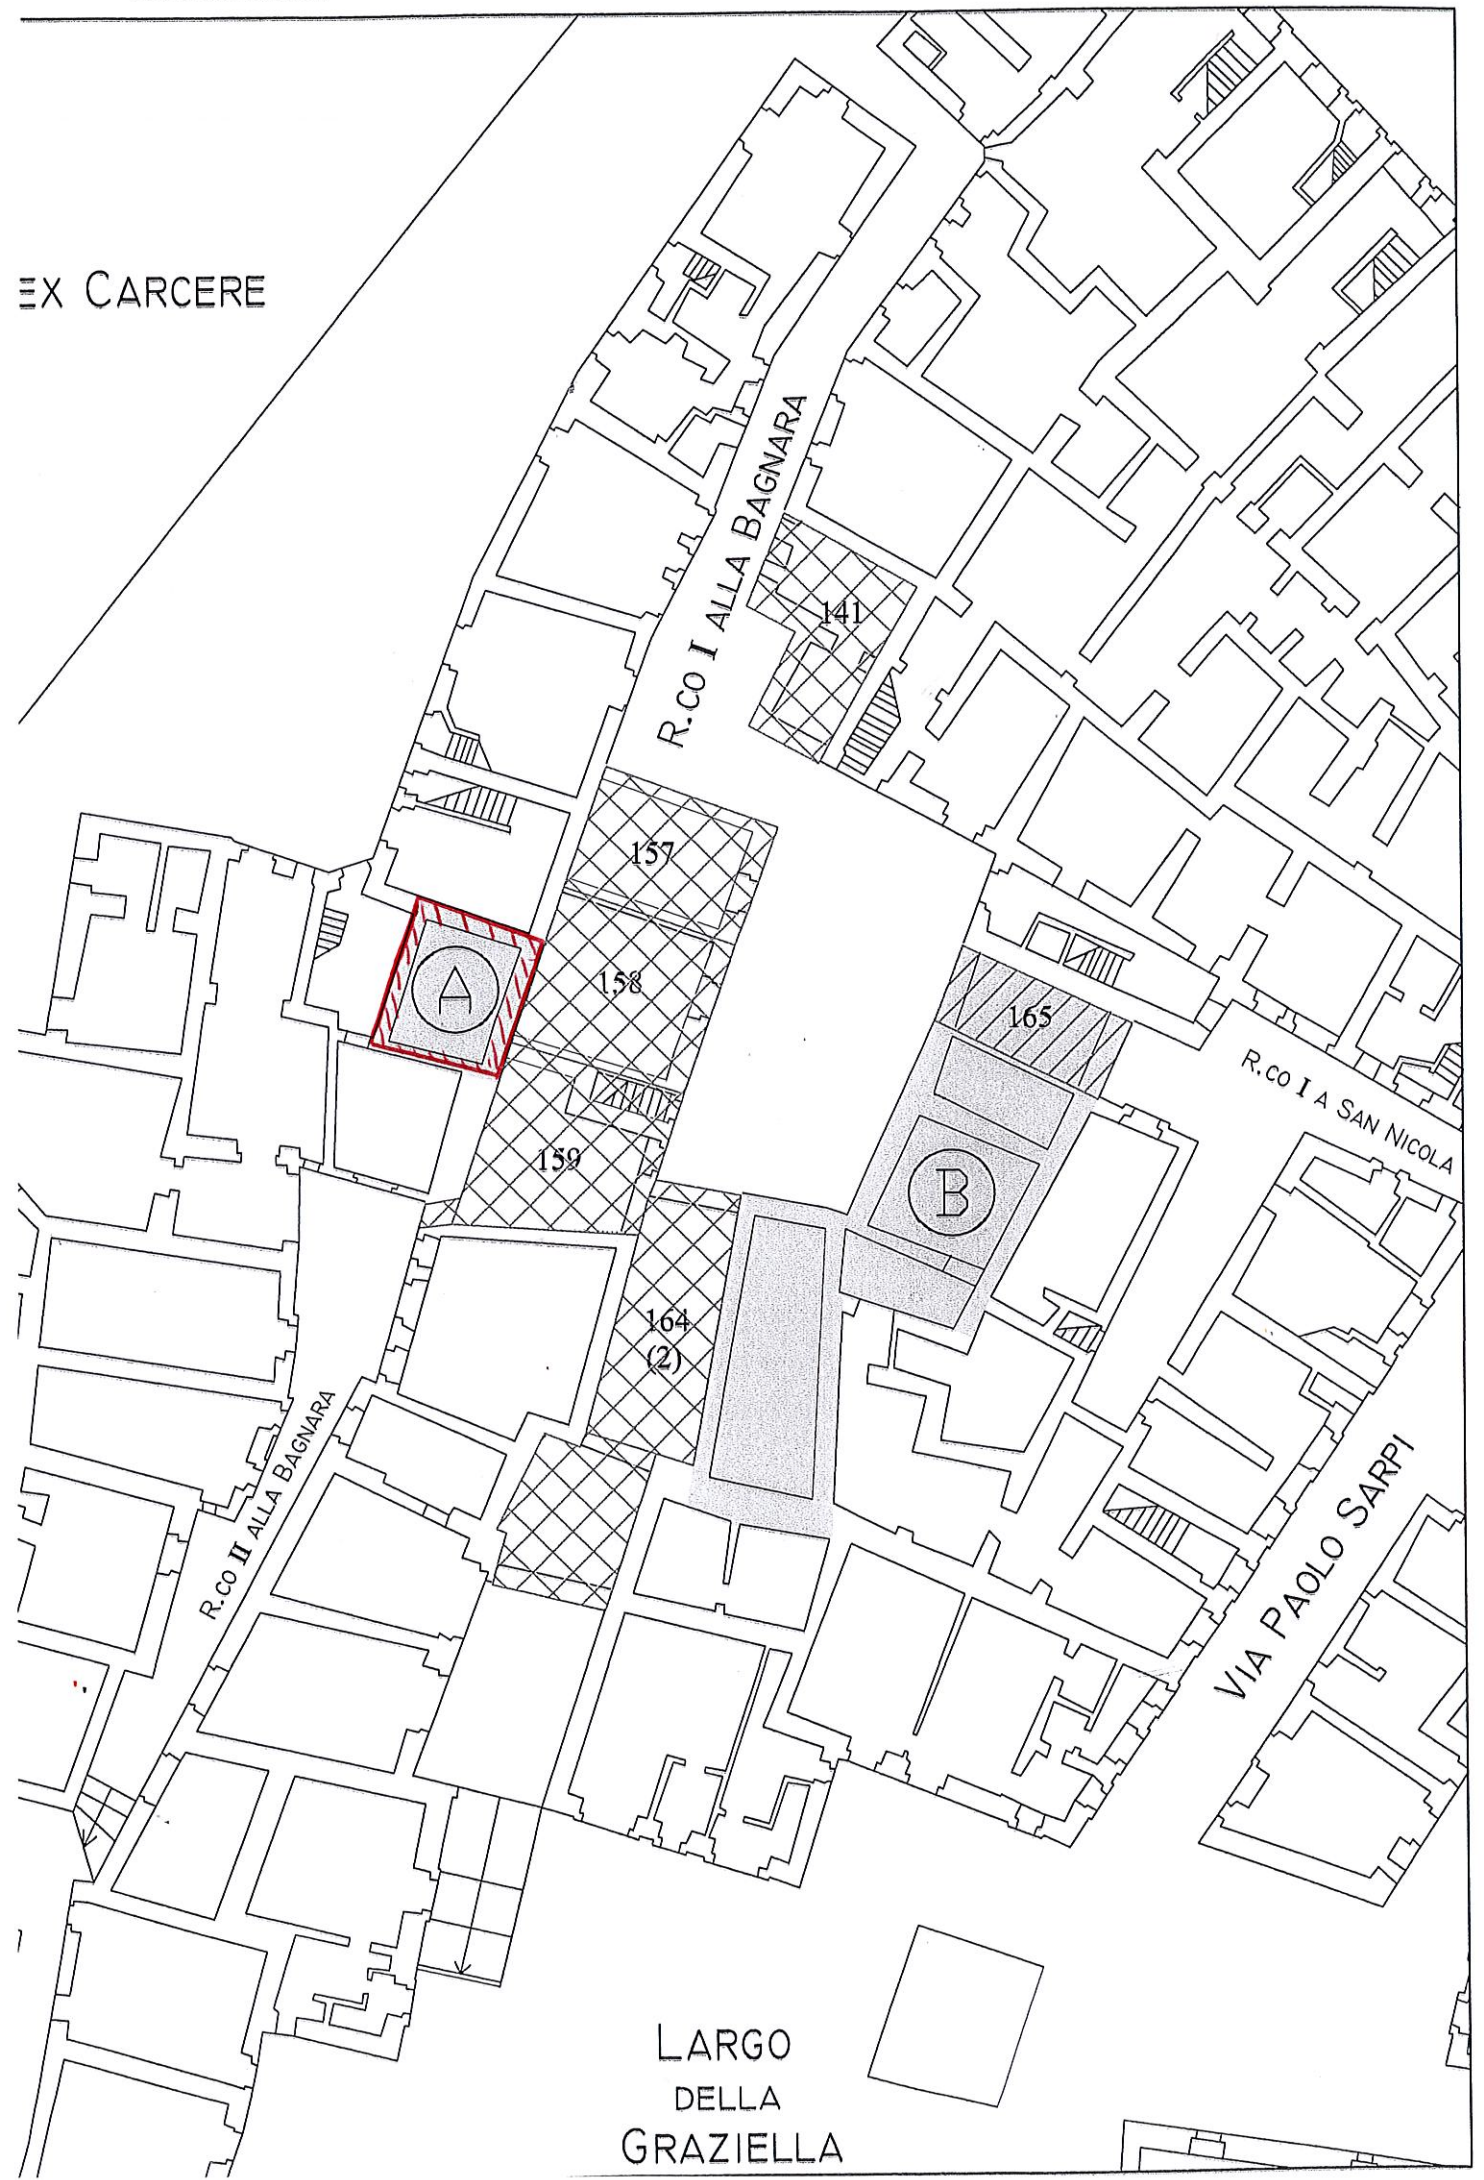 EX CARCERE
R.CO I ALLA BAGNARA
141
157
A
158
165
R.CO I A SAN NICOLA
159
B
164
(2)
R.CO II ALLA BAGNARA
VIA PAOLO SARPI
LARGO
DELLA
GRAZIELLA